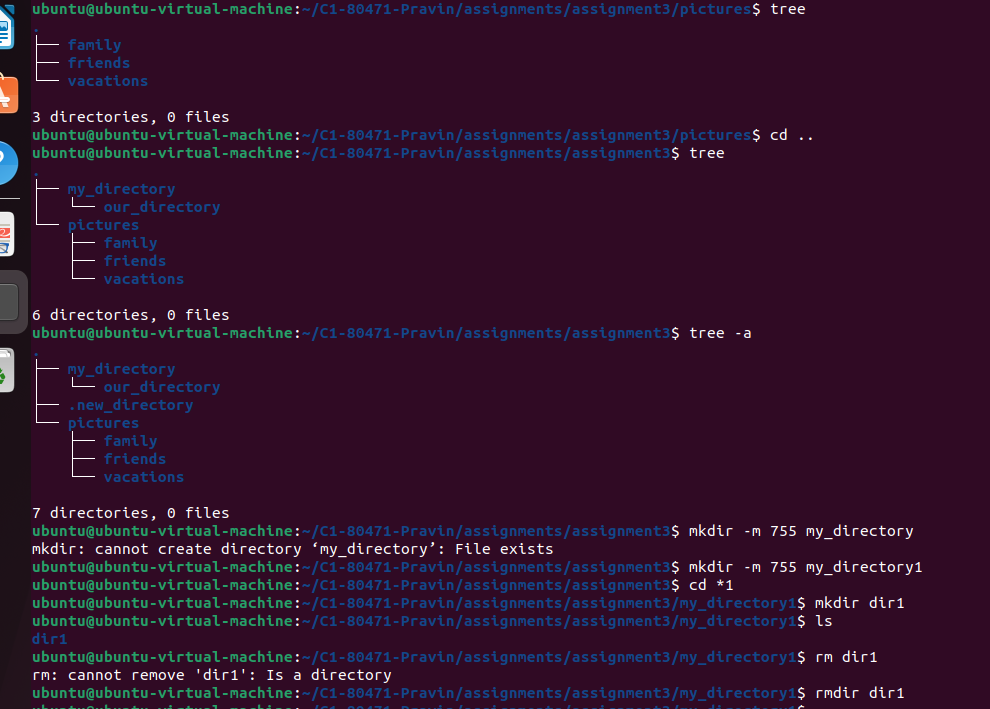 ubuntu@ubuntu-virtual-machine:~/C1-80471-Pravin/assignments/assignment3/pictures$ tree
.
├── family
├── friends
└── vacations
3 directories, 0 files
ubuntu@ubuntu-virtual-machine:~/C1-80471-Pravin/assignments/assignment3/pictures$ cd ..
ubuntu@ubuntu-virtual-machine:~/C1-80471-Pravin/assignments/assignment3$ tree
.
├── my_directory
│   └── our_directory
└── pictures
    ├── family
    ├── friends
    └── vacations
6 directories, 0 files
ubuntu@ubuntu-virtual-machine:~/C1-80471-Pravin/assignments/assignment3$ tree -a
.
├── my_directory
│   └── our_directory
├── .new_directory
└── pictures
    ├── family
    ├── friends
    └── vacations
7 directories, 0 files
ubuntu@ubuntu-virtual-machine:~/C1-80471-Pravin/assignments/assignment3$ mkdir -m 755 my_directory
mkdir: cannot create directory ‘my_directory’: File exists
ubuntu@ubuntu-virtual-machine:~/C1-80471-Pravin/assignments/assignment3$ mkdir -m 755 my_directory1
ubuntu@ubuntu-virtual-machine:~/C1-80471-Pravin/assignments/assignment3$ cd *1
ubuntu@ubuntu-virtual-machine:~/C1-80471-Pravin/assignments/assignment3/my_directory1$ mkdir dir1
ubuntu@ubuntu-virtual-machine:~/C1-80471-Pravin/assignments/assignment3/my_directory1$ ls
dir1
ubuntu@ubuntu-virtual-machine:~/C1-80471-Pravin/assignments/assignment3/my_directory1$ rm dir1
rm: cannot remove 'dir1': Is a directory
ubuntu@ubuntu-virtual-machine:~/C1-80471-Pravin/assignments/assignment3/my_directory1$ rmdir dir1